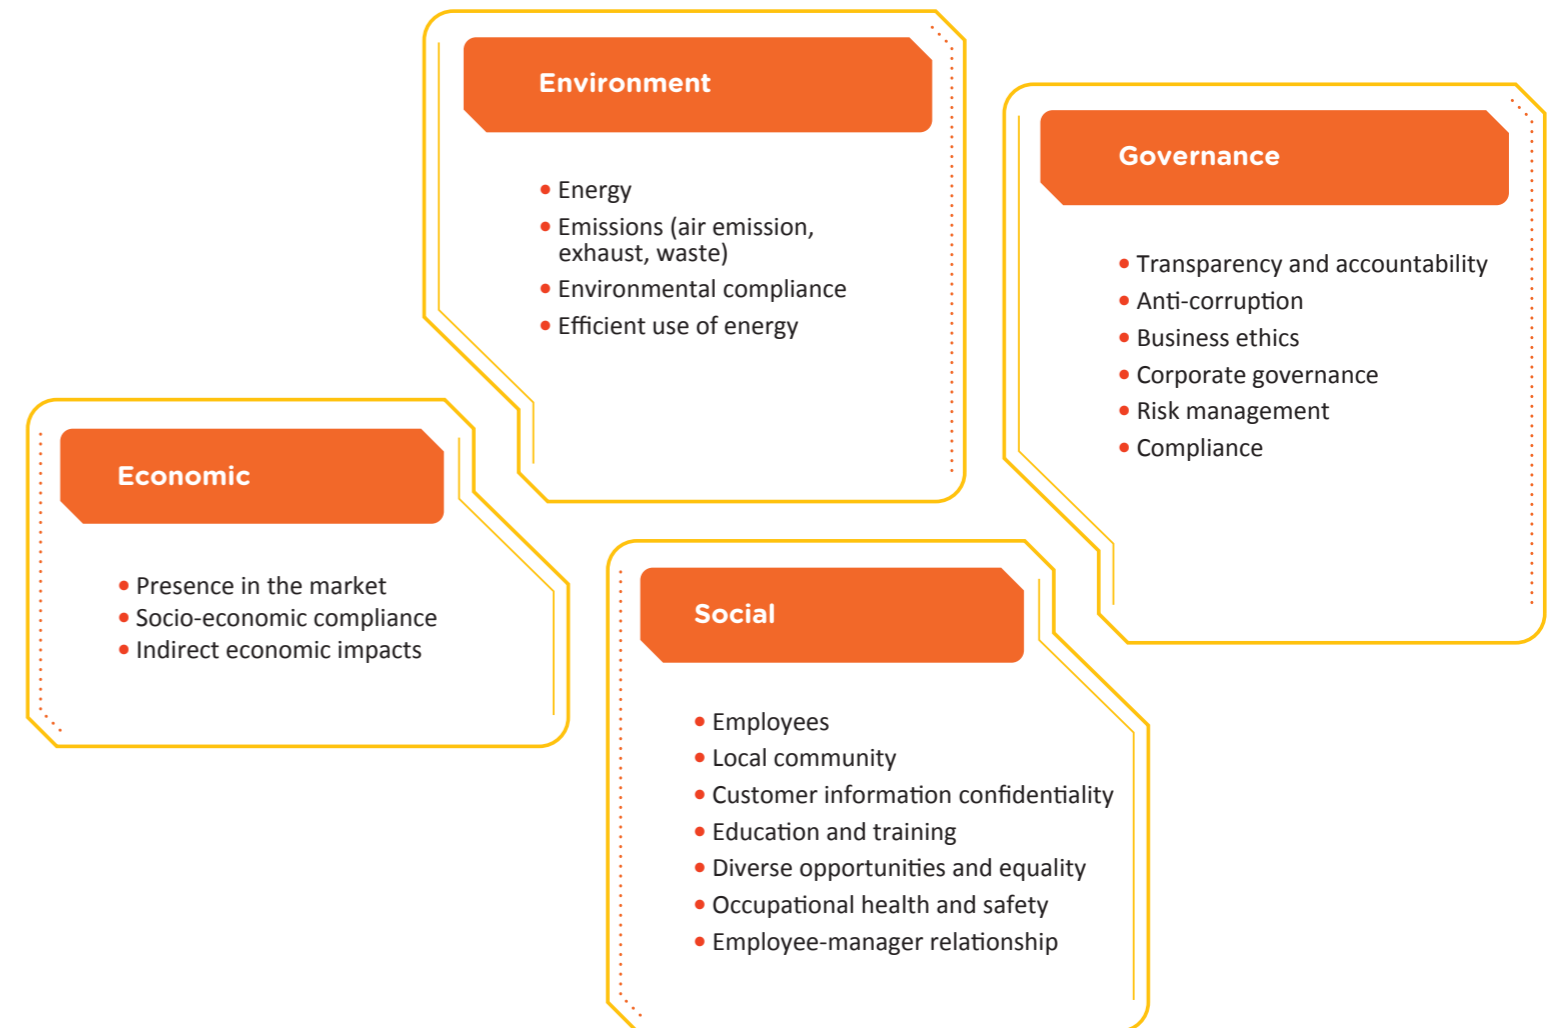 Environment
• Energy
• Emissions (air emission,
exhaust, waste)
• Environmental compliance
• Efficient use of energy
Governance
• Transparency and accountability
• Anti-corruption
• Business ethics
• Corporate governance
• Risk management
• Compliance
Economic
• Presence in the market
• Socio-economic compliance
• Indirect economic impacts
Social
• Employees
• Local community
• Customer information confidentiality
• Education and training
• Diverse opportunities and equality
• Occupational health and safety
• Employee-manager relationship